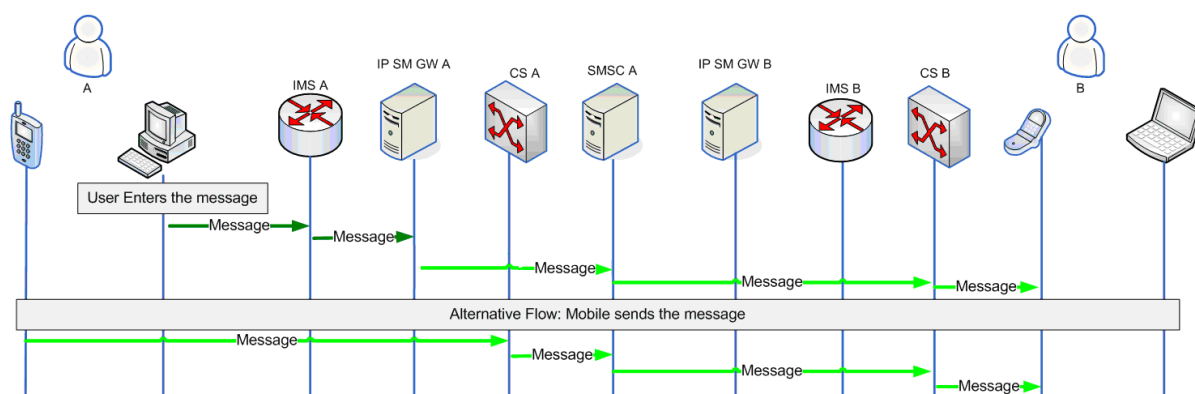 A
IMS A
IP SM GW A
CS A
SMSC A
IP SM GW B
IMS B
CS B
B
User Enters the message
Message
Message
Message
Message
Message
Alternative Flow: Mobile sends the message
Message
Message
Message
Message